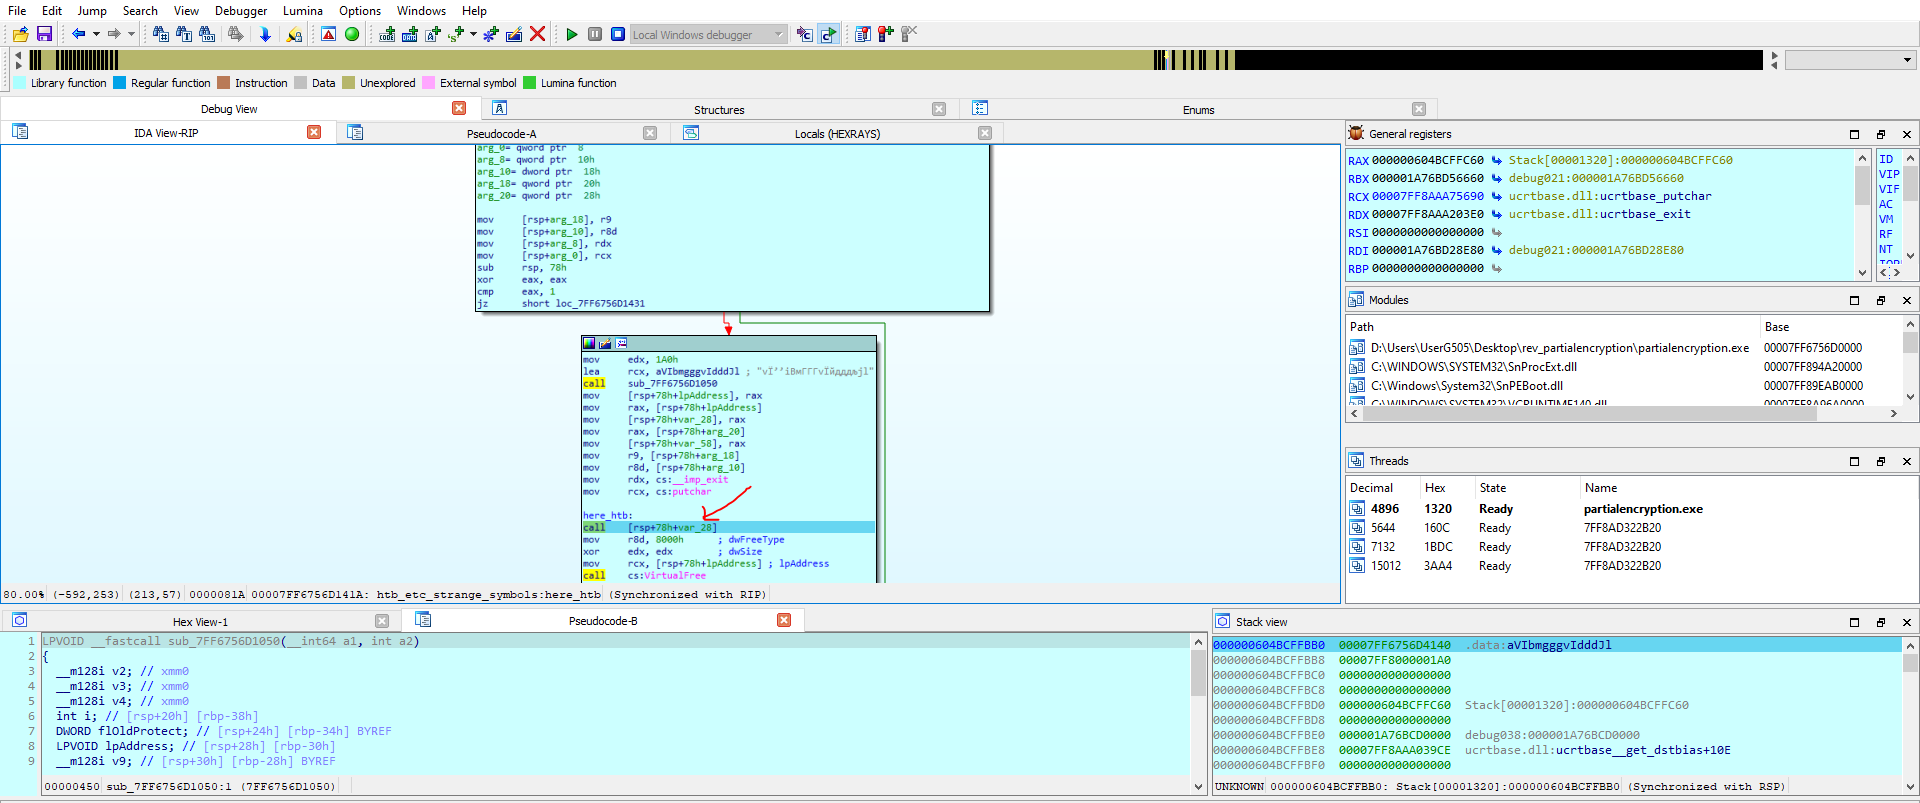 File Edit Jump Search View Debugger Lumina Options Windows Help
Local Windows debugger
Library function Regular function Instruction Data Unexplored External symbol Lumina function
Debug View Structures Enums
IDA View-RIP Pseudocode-A Locals (HEXRAYS)
arg_0= qword ptr 8
arg_8= qword ptr 10h
arg_10= dword ptr 18h
arg_18= qword ptr 20h
arg_20= qword ptr 28h
mov [rsp+arg_18], r9
mov [rsp+arg_10], r8d
mov [rsp+arg_8], rdx
mov [rsp+arg_0], rcx
sub rsp, 78h
xor eax, eax
cmp eax, 1
jz short loc_7FF6756D1431
mov edx, 1A0h
lea rcx, aVIbmgggvIdddJl ;
call sub_7FF6756D1050
mov [rsp+78h+lpAddress], rax
mov rax, [rsp+78h+lpAddress]
mov [rsp+78h+var_28], rax
mov rax, [rsp+78h+arg_20]
mov [rsp+78h+var_58], rax
mov r9, [rsp+78h+arg_18]
mov r8d, [rsp+78h+arg_10]
mov rdx, cs:__imp_exit
mov rcx, cs:putchar
here_htb:
call [rsp+78h+var_28]
mov r8d, 8000h ; dwFreeType
xor edx, edx ; dwSize
mov rcx, [rsp+78h+lpAddress] ; lpAddress
call cs:VirtualFree
80.00% (-592,253) (213,57) 0000081A 00007FF6756D141A: htb_etc_strange_symbols:here_htb (Synchronized with RIP)
General registers
RAX 000000604BCFFC60 Stack[00001320]:000000604BCFFC60
RBX 000001A76BD56660 debug021:000001A76BD56660
RCX 00007FF8AAA75690 ucrtbase.dll:ucrtbase_putchar
RDX 00007FF8AAA203E0 ucrtbase.dll:ucrtbase_exit
RSI 0000000000000000
RDI 000001A76BD28E80 debug021:000001A76BD28E80
RBP 0000000000000000
ID
VIP
VIF
AC
VM
RF
NT
Modules
Path Base
D:\Users\UserG505\Desktop\rev_partialencryption\partialencryption.exe 00007FF6756D0000
C:\WINDOWS\SYSTEM32\SnProcExt.dll 00007FF894A20000
C:\Windows\System32\SnPEBoot.dll 00007FF89EAB0000
C:\WINDOWS\SYSTEM32\VCRUNTIME140.dll 00007FF8A96A0000
Threads
Decimal Hex State Name
4896 1320 Ready partialencryption.exe
5644 160C Ready 7FF8AD322B20
7132 1BDC Ready 7FF8AD322B20
15012 3AA4 Ready 7FF8AD322B20
Hex View-1 Pseudocode-B
1 LPVOID __fastcall sub_7FF6756D1050(__int64 a1, int a2)
2 {
3 __m128i v2; // xmm0
4 __m128i v3; // xmm0
5 __m128i v4; // xmm0
6 int i; // [rsp+20h] [rbp-38h]
7 DWORD flOldProtect; // [rsp+24h] [rbp-34h] BYREF
8 LPVOID lpAddress; // [rsp+28h] [rbp-30h]
9 __m128i v9; // [rsp+30h] [rbp-28h] BYREF
00000450 sub_7FF6756D1050:1 (7FF6756D1050)
Stack view
000000604BCFFBB0 00007FF6756D4140 .data:aVIbmgggvIdddJl
000000604BCFFBB8 00007FF8000001A0
000000604BCFFBC0 0000000000000000
000000604BCFFBC8 0000000000000000
000000604BCFFBD0 000000604BCFFC60 Stack[00001320]:000000604BCFFC60
000000604BCFFBD8 0000000000000000
000000604BCFFBE0 000001A76BCD0000 debug038:000001A76BCD0000
000000604BCFFBE8 00007FF8AAA039CE ucrtbase.dll:ucrtbase__get_dstbias+10E
000000604BCFFBF0 0000000000000000
UNKNOWN 000000604BCFFBB0: Stack[00001320]:000000604BCFFBB0 (Synchronized with RSP)